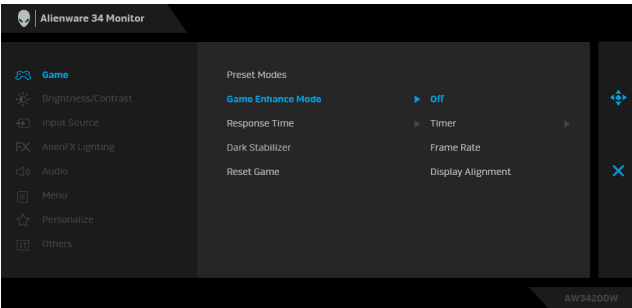 Alienware 34 Monitor
Game
Preset Modes
Brightness/Contrast
Game Enhance Mode
Off
Input Source
Response Time
Timer
AlienFX Lighting
Dark Stabilizer
Frame Rate
Audio
Reset Game
Display Alignment
Menu
Personalize
Others
AW3420DW